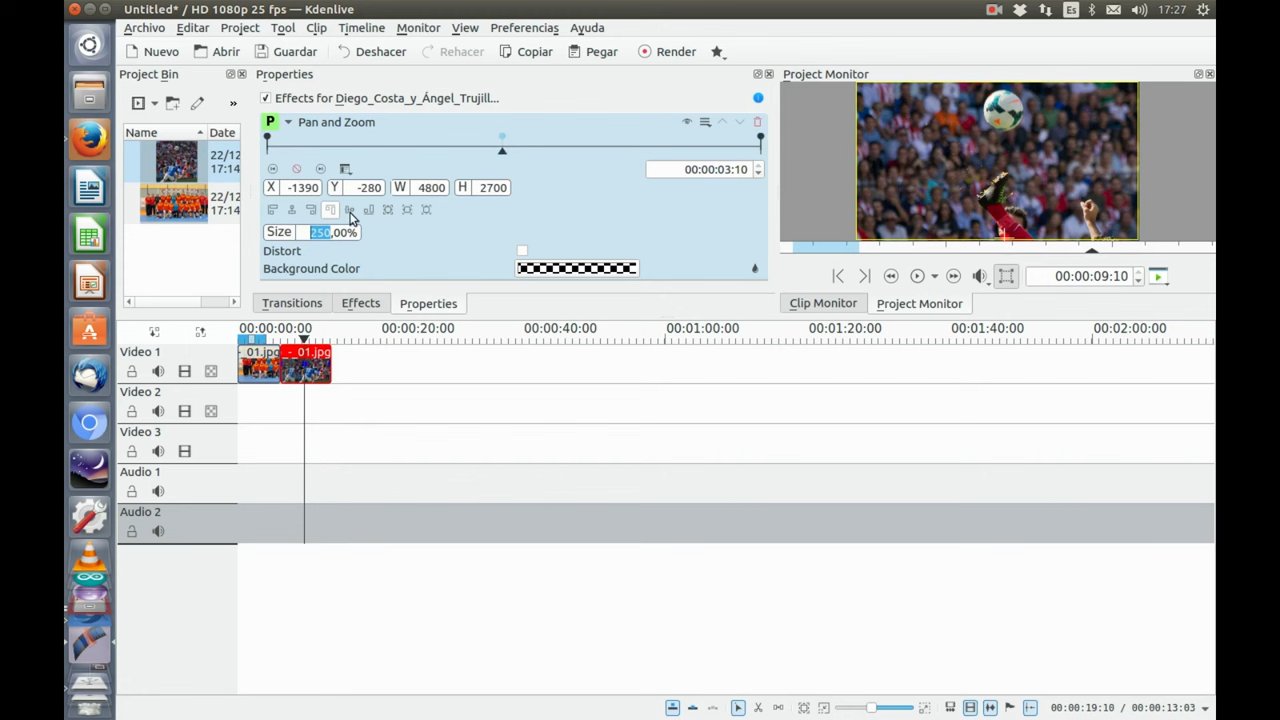 Untitled* / HD 1080p 25 fips — Kdenlive
Es
17:27
Archivo Editar Project Tool Clip Timeline Monitor View Preferencias Ayuda
Nuevo Abrir Guardar Deshacer Rehacer Copiar Pegar Render
Project Bin
Properties
Project Monitor
Effects for Diego_Costa_y_Ángel_Trujill...
»
P Pan and Zoom
Name Date
22/12
17:14
22/12
17:14
00:00:03:10
X -1390 Y -280 W 4800 H 2700
Size 250,00%
Distort
Background Color
00:00:09:10
Transitions Effects Properties
Clip Monitor Project Monitor
00:00:00:00 00:00:20:00 00:00:40:00 00:01:00:00 00:01:20:00 00:01:40:00 00:02:00:00
Video 1
-_01.jpg -_01.jpg
Video 2
Video 3
Audio 1
Audio 2
00:00:19:10 / 00:00:13:03